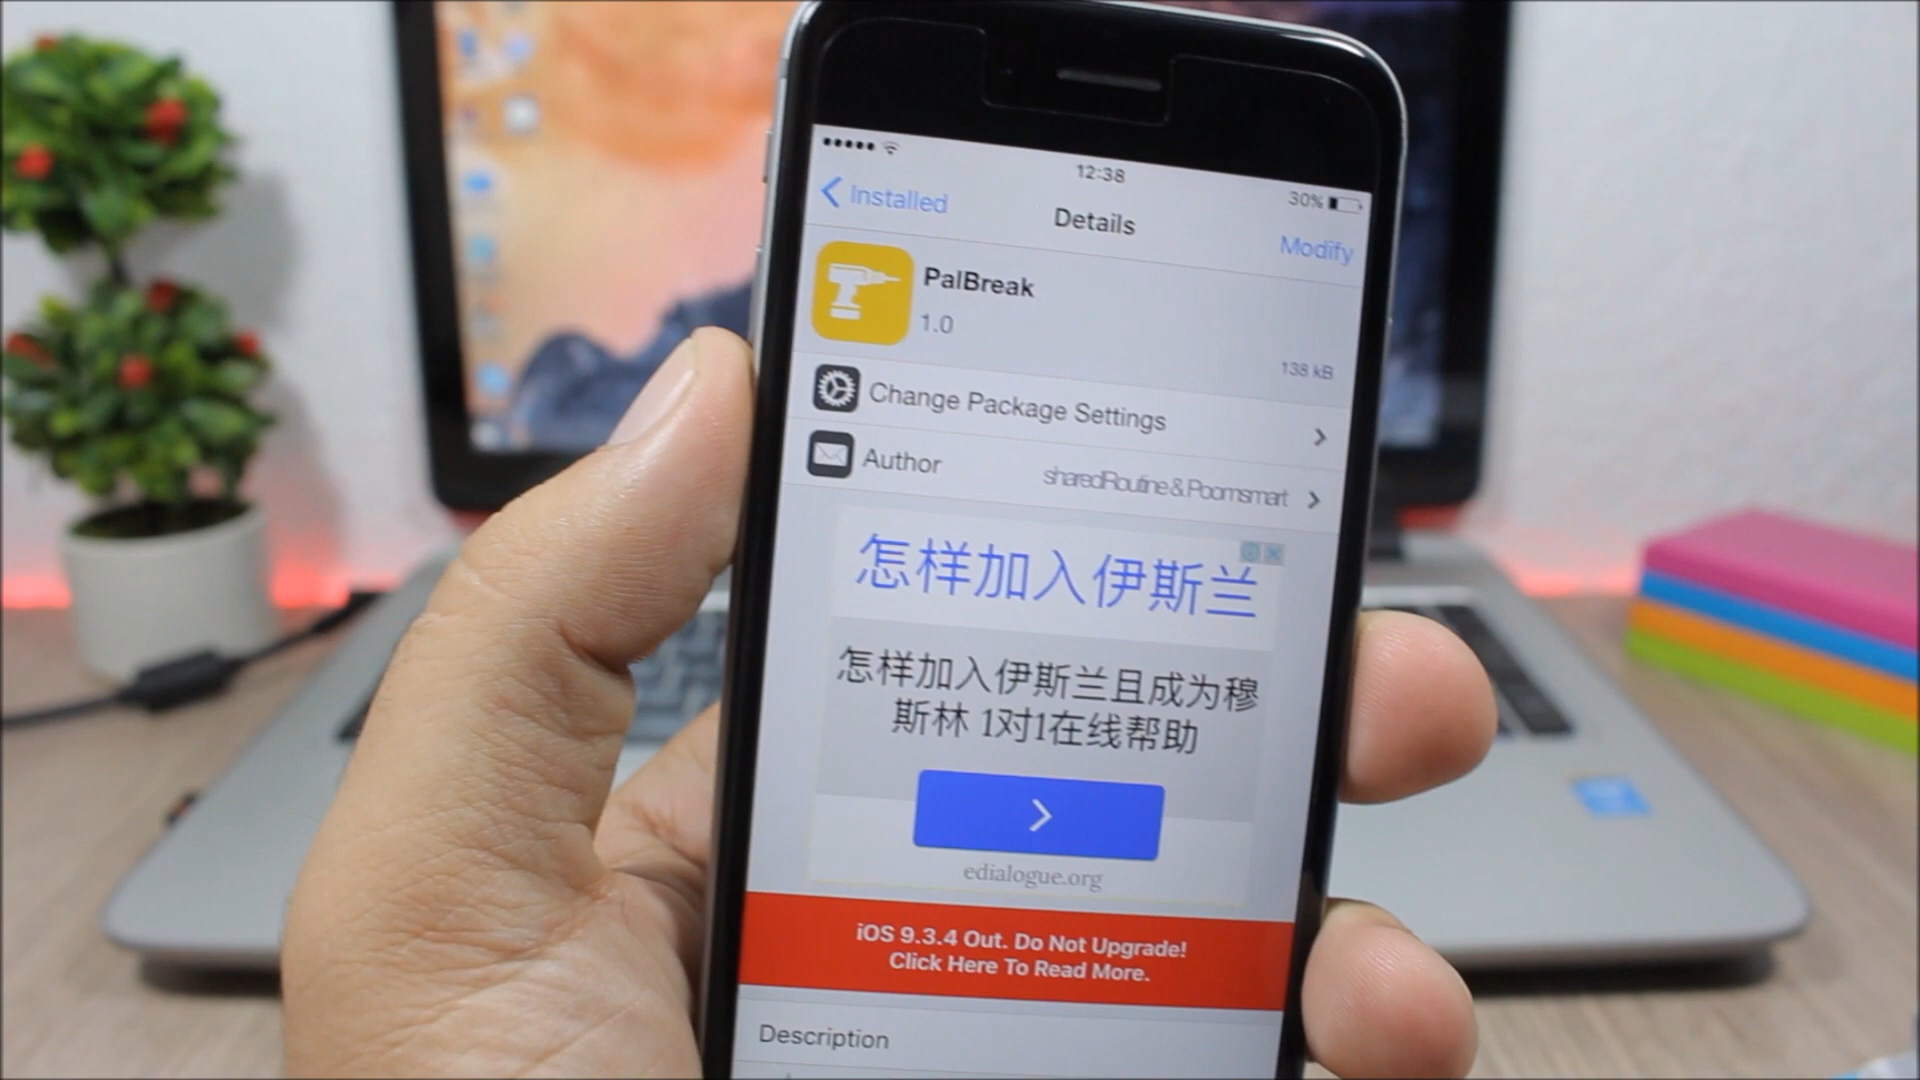 12:38
30%
Installed
Details
Modify
PalBreak
1.0
138 kB
Change Package Settings
Author
sharedRoutine & Poomsmart
怎样加入伊斯兰
怎样加入伊斯兰且成为穆
斯林 1对1在线帮助
edialogue.org
iOS 9.3.4 Out. Do Not Upgrade!
Click Here To Read More.
Description